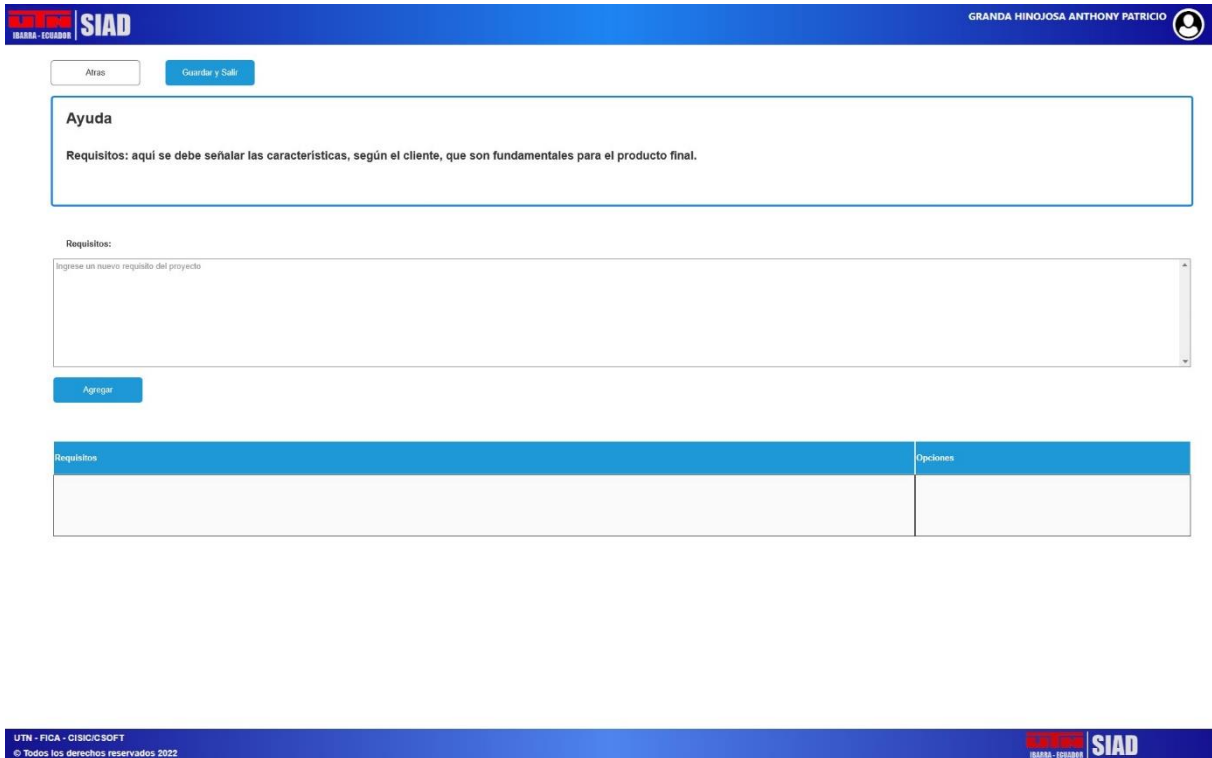 UTN
IBARRA - ECUADOR
SIAD
GRANDA HINOJOSA ANTHONY PATRICIO
Atras
Guardar y Salir
Ayuda
Requisitos: aqui se debe señalar las características, según el cliente, que son fundamentales para el producto final.
Requisitos:
Ingrese un nuevo requisito del proyecto
Agregar
Requisitos
Opciones
UTN - FICA - CISIC/CSOFT
© Todos los derechos reservados 2022
UTN
IBARRA - ECUADOR
SIAD